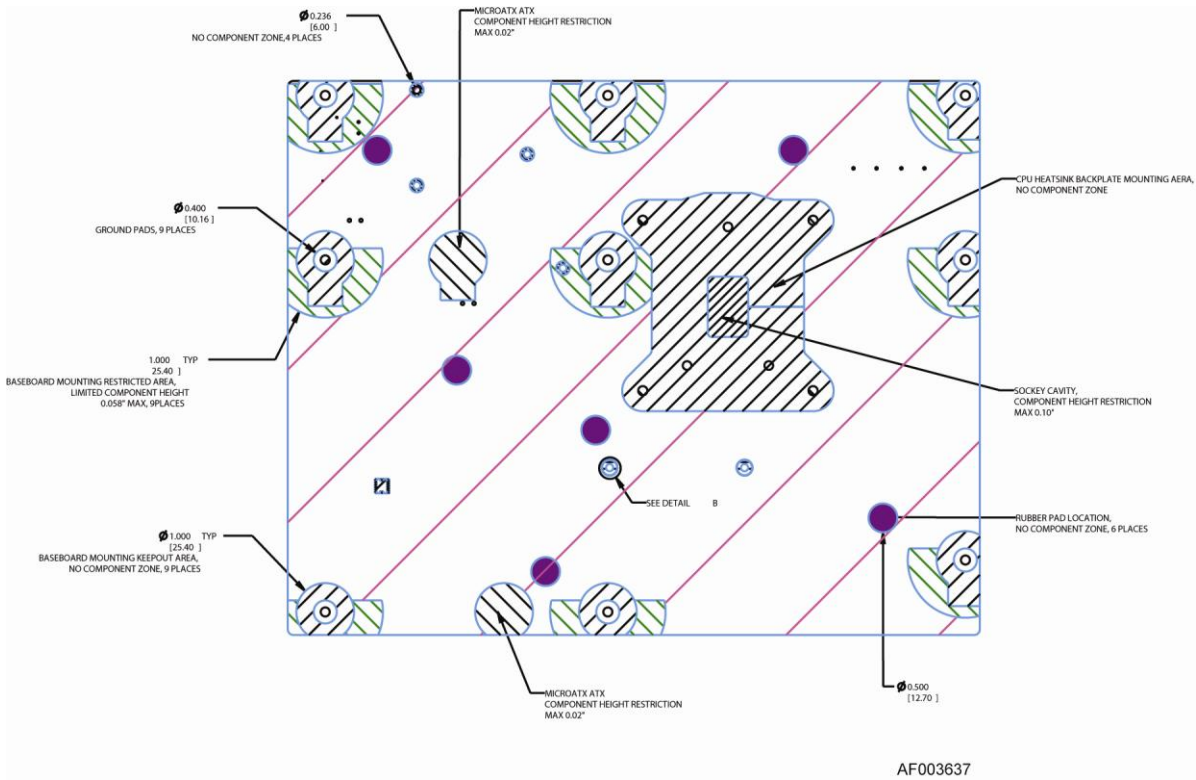 Ø 0.236
[6.00 ]
NO COMPONENT ZONE,4 PLACES
MICROATX ATX
COMPONENT HEIGHT RESTRICTION
MAX 0.02"
CPU HEATSINK BACKPLATE MOUNTING AERA,
NO COMPONENT ZONE
Ø 0.400
[10.16 ]
GROUND PADS, 9 PLACES
1.000 TYP
25.40 ]
BASEBOARD MOUNTING RESTRICTED AREA,
LIMITED COMPONENT HEIGHT
0.058" MAX, 9PLACES
SOCKEY CAVITY,
COMPONENT HEIGHT RESTRICTION
MAX 0.10"
SEE DETAIL B
RUBBER PAD LOCATION,
NO COMPONENT ZONE, 6 PLACES
Ø 1.000 TYP
[25.40 ]
BASEBOARD MOUNTING KEEPOUT AREA,
NO COMPONENT ZONE, 9 PLACES
Ø 0.500
[12.70 ]
MICROATX ATX
COMPONENT HEIGHT RESTRICTION
MAX 0.02"
AF003637